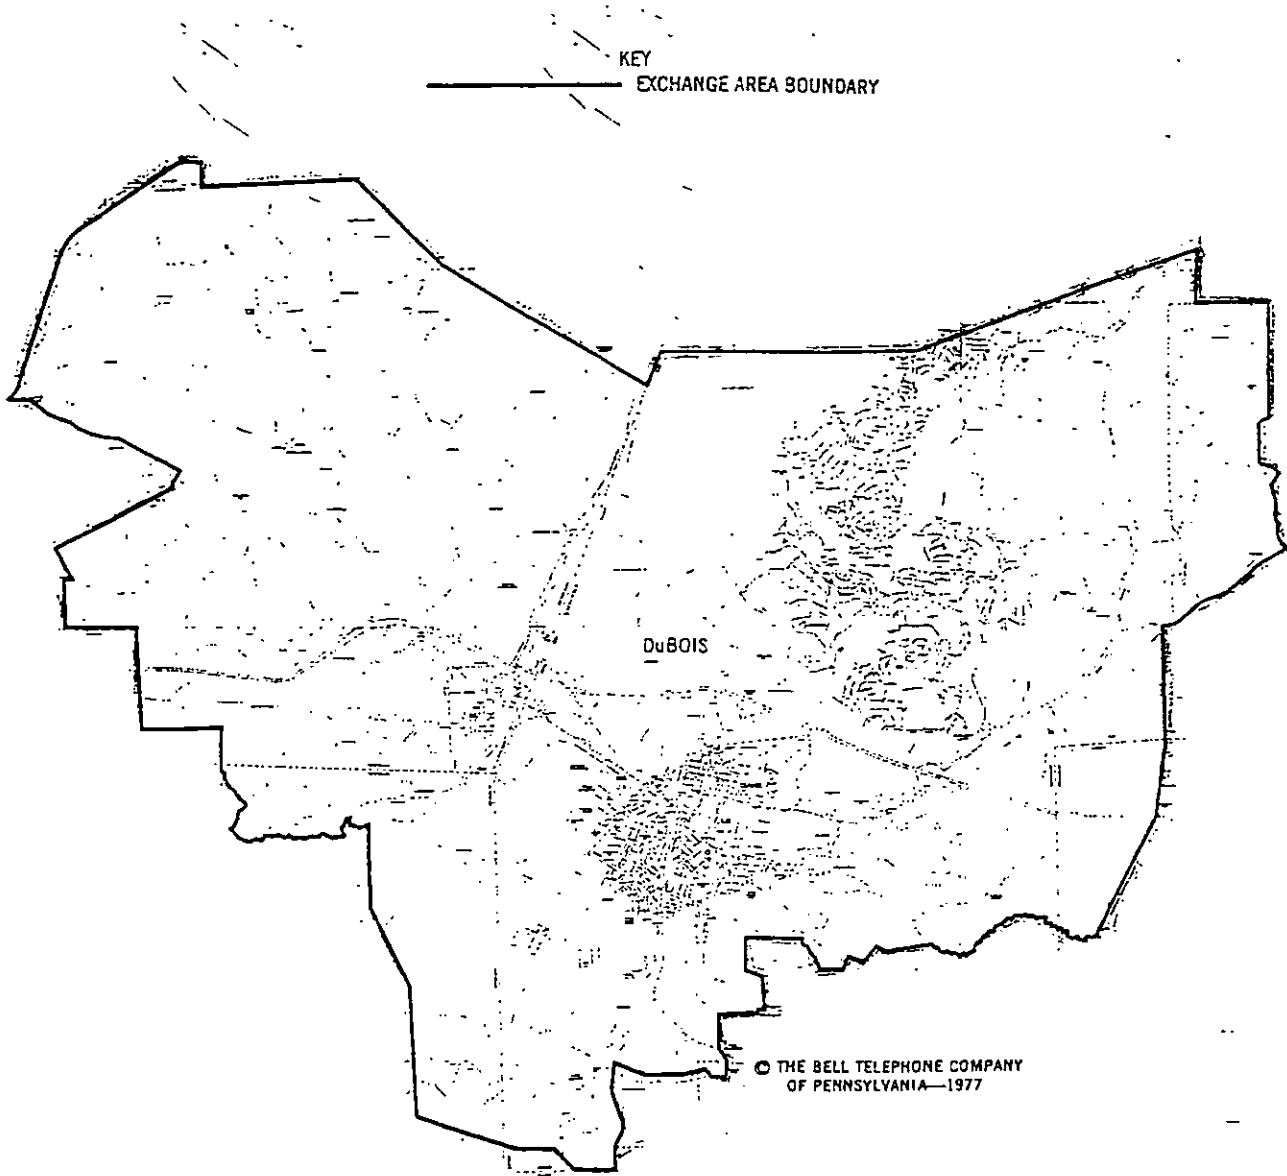 KEY
EXCHANGE AREA BOUNDARY
DuBOIS
© THE BELL TELEPHONE COMPANY
OF PENNSYLVANIA—1977